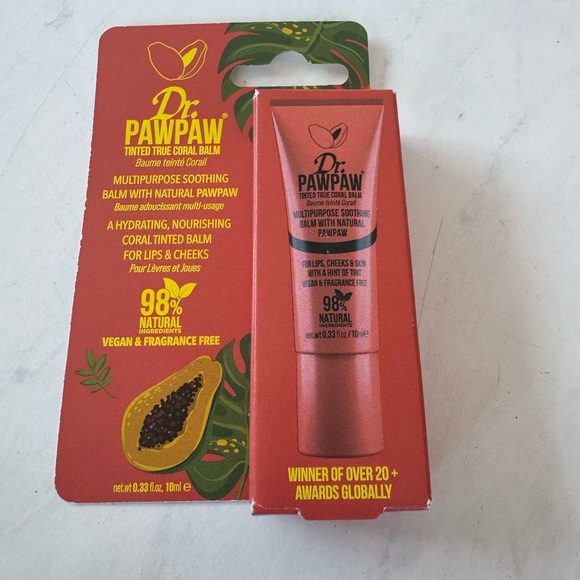 Dr.
PAWPAW®
TINTED TRUE CORAL BALM
Baume teinté Corail
MULTIPURPOSE SOOTHING
BALM WITH NATURAL PAWPAW
Baume adoucissant multi-usage
A HYDRATING, NOURISHING
CORAL TINTED BALM
FOR LIPS & CHEEKS
Pour Lèvres et Joues
98%
NATURAL
INGREDIENTS
VEGAN & FRAGRANCE FREE
net.wt 0.33 fl.oz, 10ml e
Dr.
PAWPAW®
TINTED TRUE CORAL BALM
Baume teinté Corail
MULTIPURPOSE SOOTHING
BALM WITH NATURAL
PAWPAW
FOR LIPS, CHEEKS & SKIN
WITH A HINT OF TINT
VEGAN & FRAGRANCE FREE
98%
NATURAL
INGREDIENTS
net.wt 0.33 fl.oz / 10ml e
WINNER OF OVER 20 +
AWARDS GLOBALLY